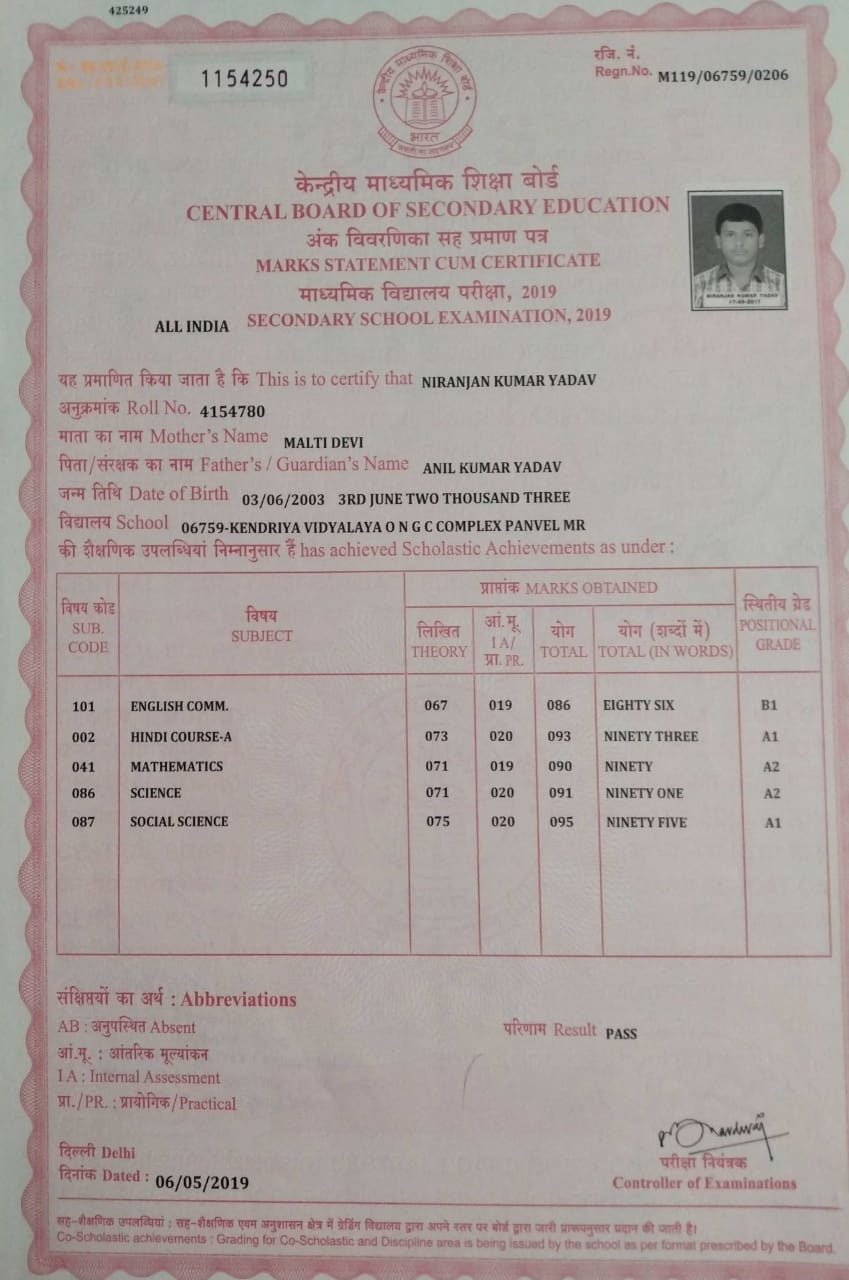 425249
1154250
रजि. नं.
Regn.No. M119/06759/0206
केन्द्रीय माध्यमिक शिक्षा बोर्ड
भारत
केन्द्रीय माध्यमिक शिक्षा बोर्ड
CENTRAL BOARD OF SECONDARY EDUCATION
अंक विवरणिका सह प्रमाण पत्र
MARKS STATEMENT CUM CERTIFICATE
माध्यमिक विद्यालय परीक्षा, 2019
ALL INDIA SECONDARY SCHOOL EXAMINATION, 2019
NIRANJAN KUMAR YADAV
17-09-2017
यह प्रमाणित किया जाता है कि This is to certify that NIRANJAN KUMAR YADAV
अनुक्रमांक Roll No. 4154780
माता का नाम Mother's Name MALTI DEVI
पिता/संरक्षक का नाम Father's / Guardian's Name ANIL KUMAR YADAV
जन्म तिथि Date of Birth 03/06/2003 3RD JUNE TWO THOUSAND THREE
विद्यालय School 06759-KENDRIYA VIDYALAYA O N G C COMPLEX PANVEL MR
की शैक्षणिक उपलब्धियां निम्नानुसार हैं has achieved Scholastic Achievements as under :
विषय कोड
SUB.
CODE
विषय
SUBJECT
प्राप्तांक MARKS OBTAINED
लिखित
THEORY
आं.मू.
I A/
प्रा. PR.
योग
TOTAL
योग (शब्दों में)
TOTAL (IN WORDS)
स्थितीय ग्रेड
POSITIONAL
GRADE
101 ENGLISH COMM. 067 019 086 EIGHTY SIX B1
002 HINDI COURSE-A 073 020 093 NINETY THREE A1
041 MATHEMATICS 071 019 090 NINETY A2
086 SCIENCE 071 020 091 NINETY ONE A2
087 SOCIAL SCIENCE 075 020 095 NINETY FIVE A1
संक्षिप्तियों का अर्थ : Abbreviations
AB : अनुपस्थित Absent
परिणाम Result PASS
आं.मू. : आंतरिक मूल्यांकन
I A : Internal Assessment
प्रा./PR. : प्रायोगिक/Practical
दिल्ली Delhi
दिनांक Dated : 06/05/2019
परीक्षा नियंत्रक
Controller of Examinations
सह-शैक्षणिक उपलब्धियां : सह-शैक्षणिक एवम अनुशासन क्षेत्र में ग्रेडिंग विद्यालय द्वारा अपने स्तर पर बोर्ड द्वारा जारी प्रारूपनुसार प्रदान की जाती है।
Co-Scholastic achievements : Grading for Co-Scholastic and Discipline area is being issued by the school as per format prescribed by the Board.